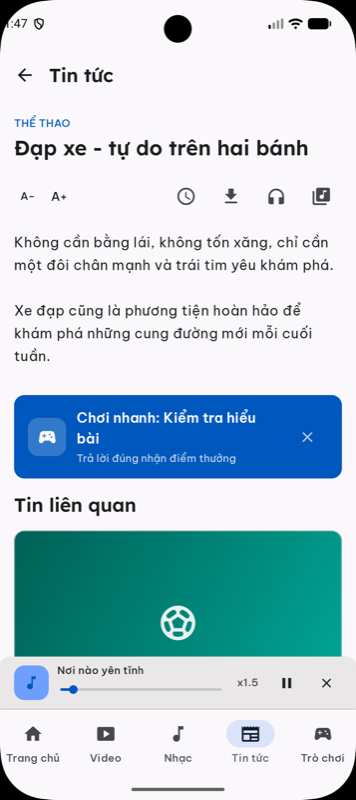 Tin tức
THỂ THAO
Đạp xe - tự do trên hai bánh
A-
A+
Không cần bằng lái, không tốn xăng, chỉ cần
một đôi chân mạnh và trái tim yêu khám phá.
Xe đạp cũng là phương tiện hoàn hảo để
khám phá những cung đường mới mỗi cuối
tuần.
Chơi nhanh: Kiểm tra hiểu
bài
Trả lời đúng nhận điểm thưởng
Tin liên quan
Nơi nào yên tĩnh
x1.5
Trang chủ
Video
Nhạc
Tin tức
Trò chơi